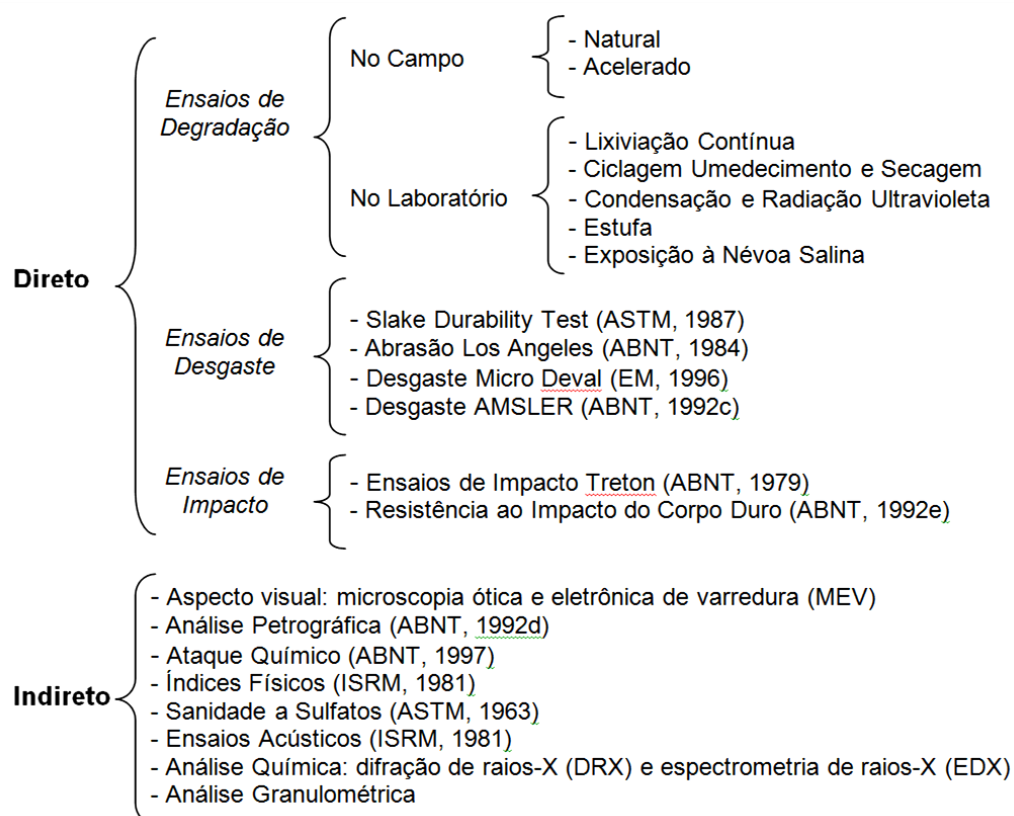 Direto
Ensaios de
Degradação
No Campo
- Natural
- Acelerado
No Laboratório
- Lixiviação Contínua
- Ciclagem Umedecimento e Secagem
- Condensação e Radiação Ultravioleta
- Estufa
- Exposição à Névoa Salina
Ensaios de
Desgaste
- Slake Durability Test (ASTM, 1987)
- Abrasão Los Angeles (ABNT, 1984)
- Desgaste Micro Deval (EM, 1996)
- Desgaste AMSLER (ABNT, 1992c)
Ensaios de
Impacto
- Ensaios de Impacto Treton (ABNT, 1979)
- Resistência ao Impacto do Corpo Duro (ABNT, 1992e)
Indireto
- Aspecto visual: microscopia ótica e eletrônica de varredura (MEV)
- Análise Petrográfica (ABNT, 1992d)
- Ataque Químico (ABNT, 1997)
- Índices Físicos (ISRM, 1981)
- Sanidade a Sulfatos (ASTM, 1963)
- Ensaios Acústicos (ISRM, 1981)
- Análise Química: difração de raios-X (DRX) e espectrometria de raios-X (EDX)
- Análise Granulométrica